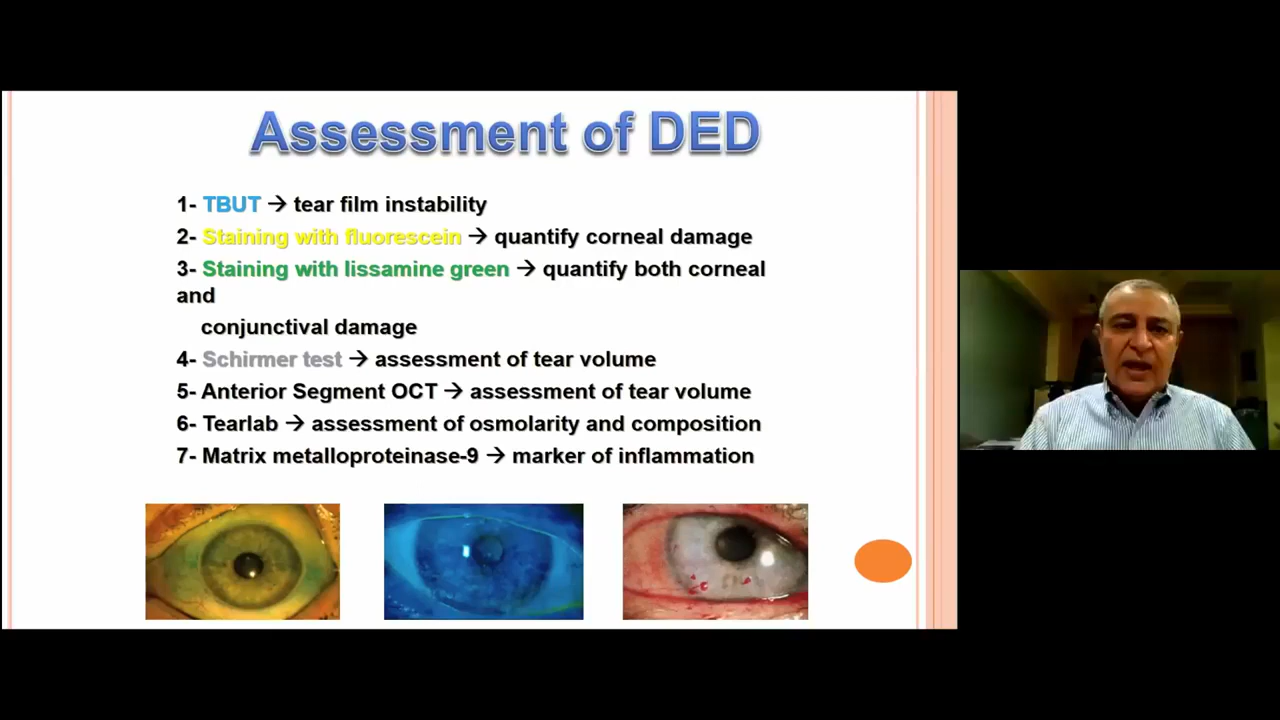 Assessment of DED
1- TBUT → tear film instability
2- Staining with fluorescein → quantify corneal damage
3- Staining with lissamine green → quantify both corneal
and
conjunctival damage
4- Schirmer test → assessment of tear volume
5- Anterior Segment OCT → assessment of tear volume
6- Tearlab → assessment of osmolarity and composition
7- Matrix metalloproteinase-9 → marker of inflammation